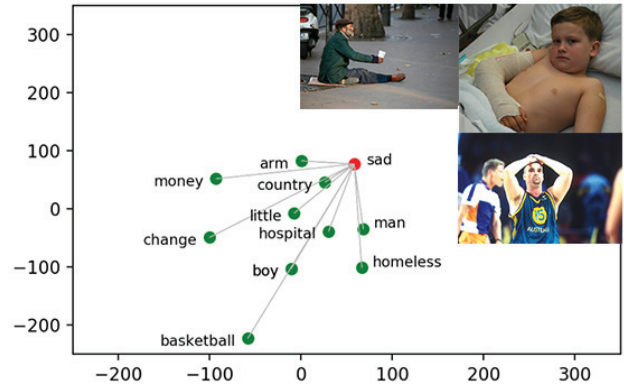 300
200
100
0
−100
−200
−200
−100
0
100
200
300
arm
sad
money
country
little
man
change
hospital
boy
homeless
basketball
15